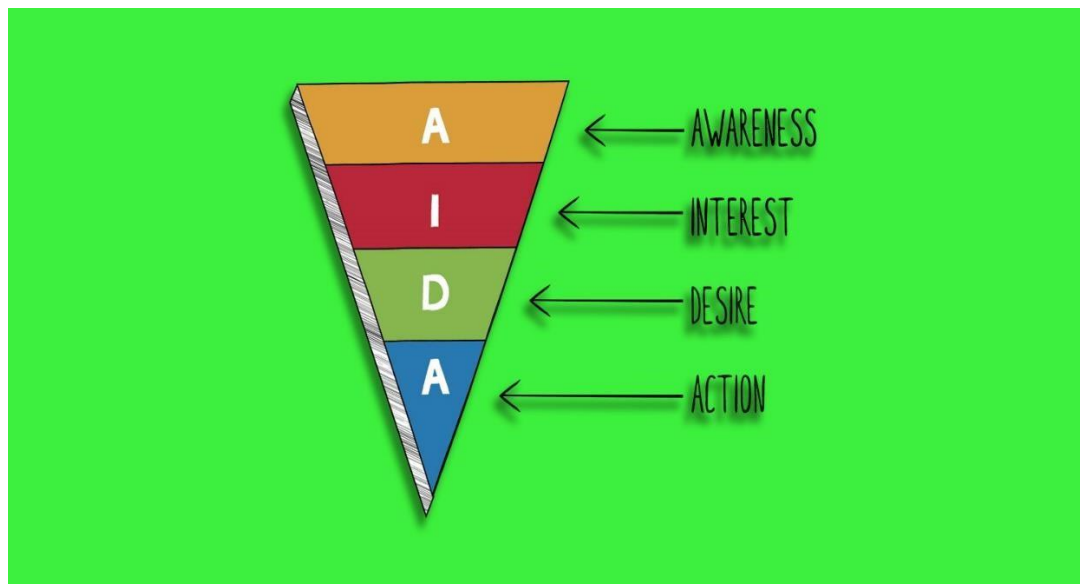 A
AWARENESS
I
INTEREST
D
DESIRE
A
ACTION